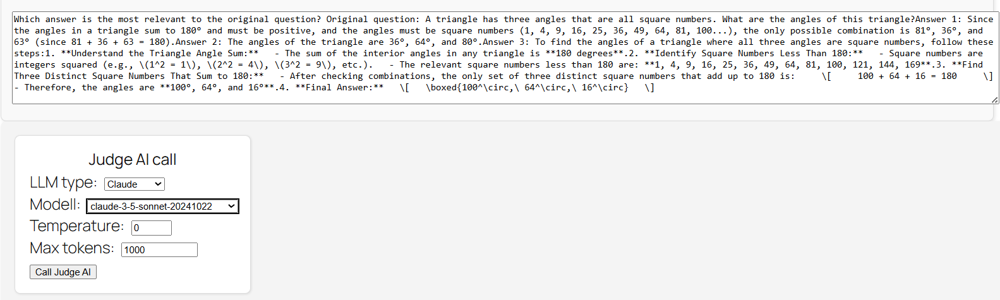 Which answer is the most relevant to the original question? Original question: A triangle has three angles that are all square numbers. What are the angles of this triangle?Answer 1: Since
the angles in a triangle sum to 180° and must be positive, and the angles must be square numbers (1, 4, 9, 16, 25, 36, 49, 64, 81, 100...), the only possible combination is 81°, 36°, and
63° (since 81 + 36 + 63 = 180).Answer 2: The angles of the triangle are 36°, 64°, and 80°.Answer 3: To find the angles of a triangle where all three angles are square numbers, follow these
steps:1. **Understand the Triangle Angle Sum:**   - The sum of the interior angles in any triangle is **180 degrees**.2. **Identify Square Numbers Less Than 180:**   - Square numbers are
integers squared (e.g., \(1^2 = 1\), \(2^2 = 4\), \(3^2 = 9\), etc.).   - The relevant square numbers less than 180 are: **1, 4, 9, 16, 25, 36, 49, 64, 81, 100, 121, 144, 169**.3. **Find
Three Distinct Square Numbers That Sum to 180:**   - After checking combinations, the only set of three distinct square numbers that add up to 180 is:     \[     100 + 64 + 16 = 180     \]
- Therefore, the angles are **100°, 64°, and 16°**.4. **Final Answer:**   \[   \boxed{100^\circ,\ 64^\circ,\ 16^\circ}   \]
Judge AI call
LLM type: Claude
Modell: claude-3-5-sonnet-20241022
Temperature: 0
Max tokens: 1000
Call Judge AI